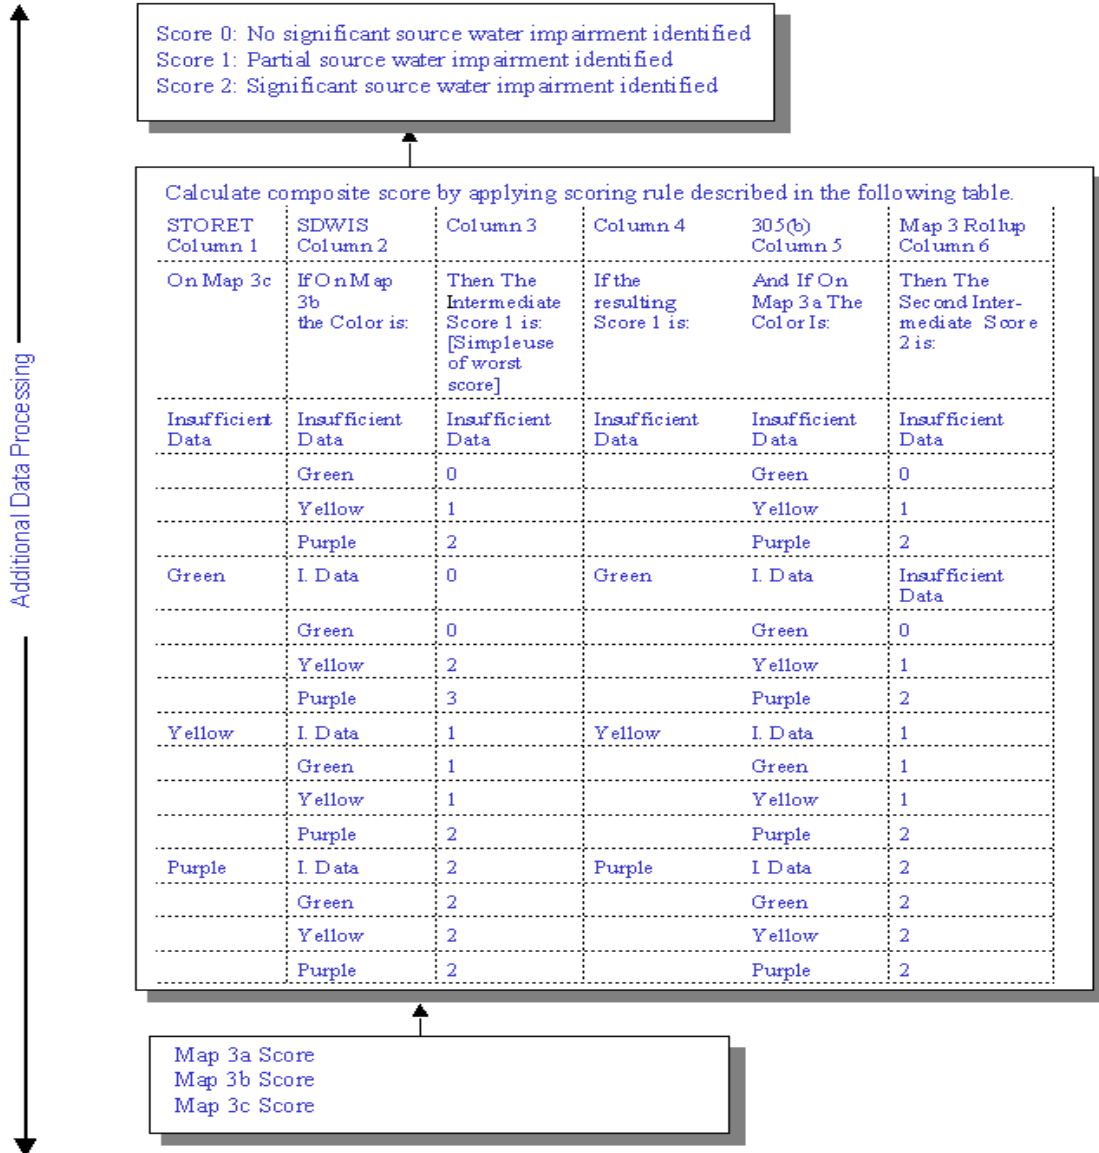 Additional Data Processing
Score 0: No significant source water impairment identified
Score 1: Partial source water impairment identified
Score 2: Significant source water impairment identified
Calculate composite score by applying scoring rule described in the following table.
STORET SDWIS Column 3 Column 4 305(b) Map 3 Rollup
Column 1 Column 2 Column 5 Column 6
On Map 3c If On Map Then The If the And If On Then The
3b Intermediate resulting Map 3a The Second Inter-
the Color is: Score 1 is: Score 1 is: Color Is: mediate Score
[Simple use 2 is:
of worst
score]
Insufficient Insufficient Insufficient Insufficient Insufficient Insufficient
Data Data Data Data Data Data
Green 0 Green 0
Yellow 1 Yellow 1
Purple 2 Purple 2
Green I. Data 0 Green I. Data Insufficient
Data
Green 0 Green 0
Yellow 2 Yellow 1
Purple 3 Purple 2
Yellow I. Data 1 Yellow I. Data 1
Green 1 Green 1
Yellow 1 Yellow 1
Purple 2 Purple 2
Purple I. Data 2 Purple I Data 2
Green 2 Green 2
Yellow 2 Yellow 2
Purple 2 Purple 2
Map 3a Score
Map 3b Score
Map 3c Score